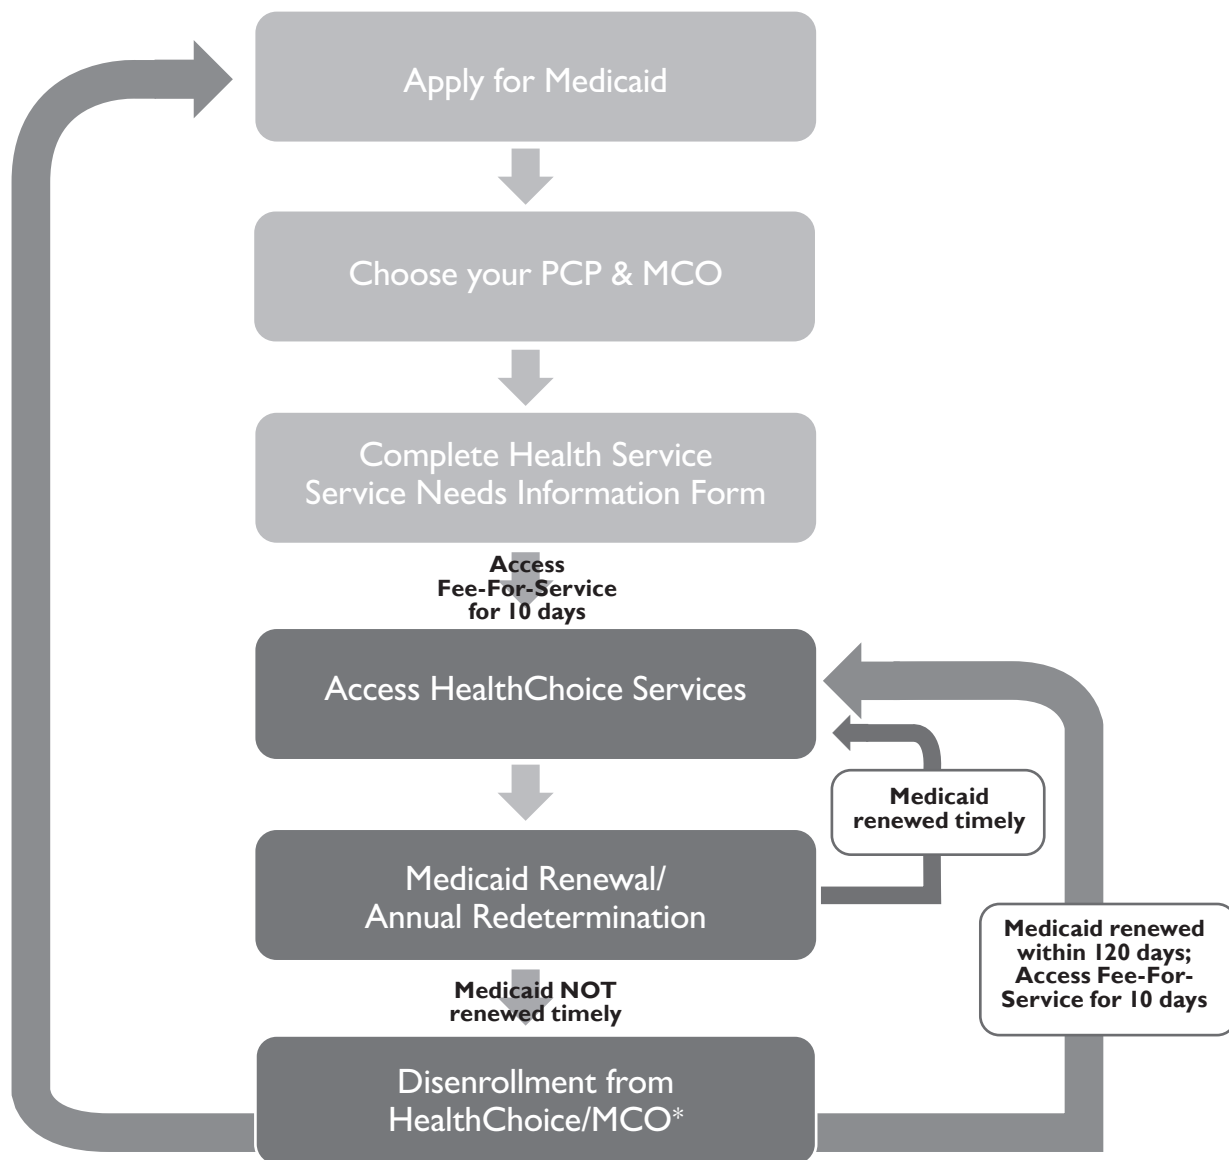 Apply for Medicaid
Choose your PCP & MCO
Complete Health Service
Service Needs Information Form
Access
Fee-For-Service
for 10 days
Access HealthChoice Services
Medicaid
renewed timely
Medicaid Renewal/
Annual Redetermination
Medicaid renewed
within 120 days;
Access Fee-For-
Service for 10 days
Medicaid NOT
renewed timely
Disenrollment from
HealthChoice/MCO*